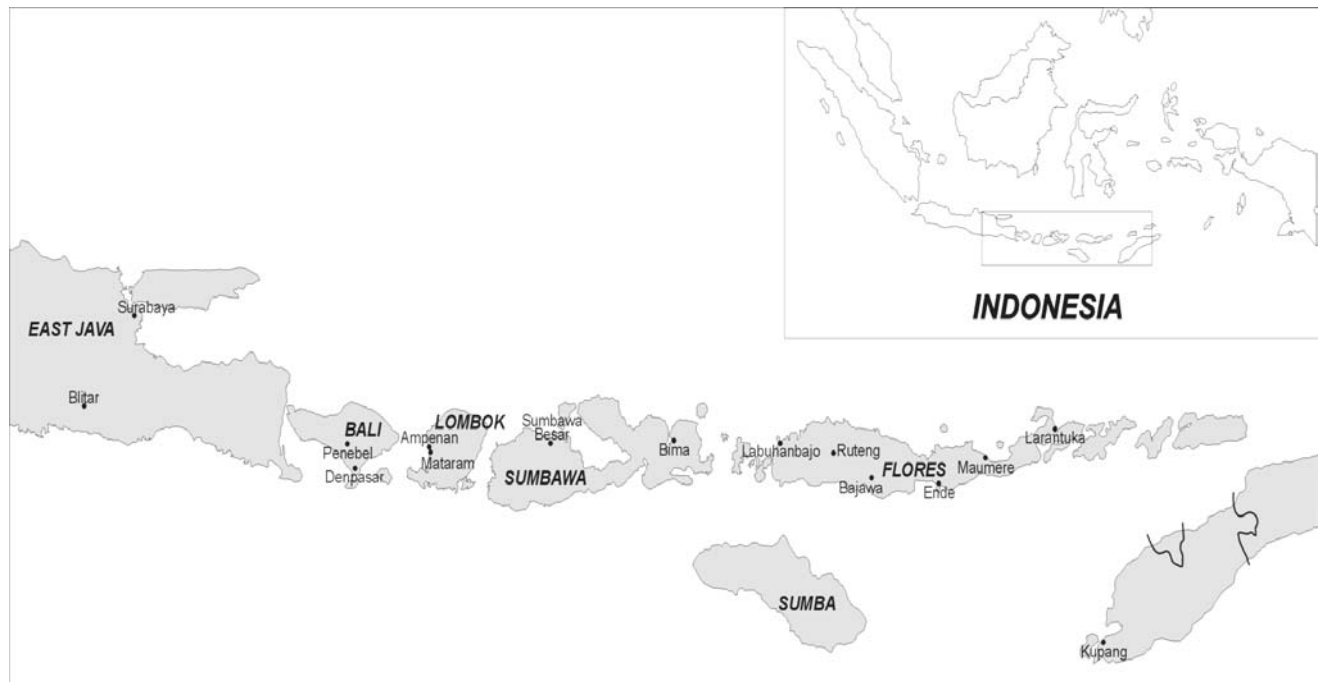 INDONESIA
Surabaya
EAST JAVA
Blitar
BALI
Penebel
Denpasar
LOMBOK
Ampenan
Mataram
Sumbawa
Besar
SUMBAWA
Bima
Labuhanbajo
Ruteng
FLORES
Bajawa
Ende
Maumere
Larantuka
SUMBA
Kupang